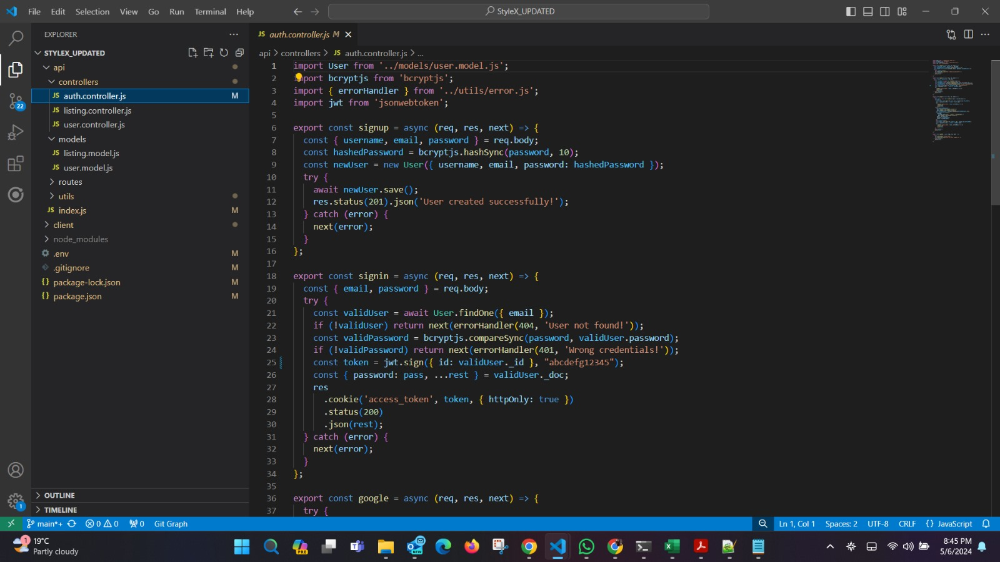 File Edit Selection View Go Run Terminal Help
StyleX_UPDATED
EXPLORER
STYLEX_UPDATED
api
controllers
JS auth.controller.js M
JS listing.controller.js
JS user.controller.js
models
JS listing.model.js
JS user.model.js
routes
utils
JS index.js M
client
node_modules
.env M
.gitignore M
{} package-lock.json M
{} package.json M
OUTLINE
TIMELINE
22
1
JS auth.controller.js M
api > controllers > JS auth.controller.js > ...
1 import User from '../models/user.model.js';
2 import bcryptjs from 'bcryptjs';
3 import { errorHandler } from '../utils/error.js';
4 import jwt from 'jsonwebtoken';
5
6 export const signup = async (req, res, next) => {
7 const { username, email, password } = req.body;
8 const hashedPassword = bcryptjs.hashSync(password, 10);
9 const newUser = new User({ username, email, password: hashedPassword });
10 try {
11 await newUser.save();
12 res.status(201).json('User created successfully!');
13 } catch (error) {
14 next(error);
15 }
16 };
17
18 export const signin = async (req, res, next) => {
19 const { email, password } = req.body;
20 try {
21 const validUser = await User.findOne({ email });
22 if (!validUser) return next(errorHandler(404, 'User not found!'));
23 const validPassword = bcryptjs.compareSync(password, validUser.password);
24 if (!validPassword) return next(errorHandler(401, 'Wrong credentials!'));
25 const token = jwt.sign({ id: validUser._id }, "abcdefg12345");
26 const { password: pass, ...rest } = validUser._doc;
27 res
28 .cookie('access_token', token, { httpOnly: true })
29 .status(200)
30 .json(rest);
31 } catch (error) {
32 next(error);
33 }
34 };
35
36 export const google = async (req, res, next) => {
37 try {
main*+ 0 0 0 Git Graph
Ln 1, Col 1 Spaces: 2 UTF-8 CRLF {} JavaScript
1
19°C
Partly cloudy
PRE
NEW
8:45 PM
5/6/2024